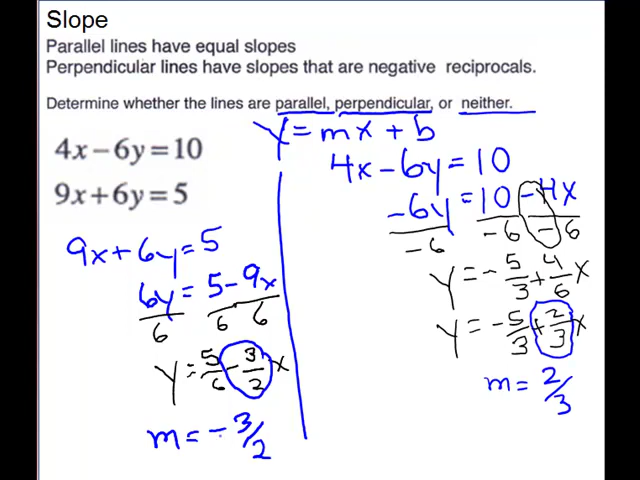 Slope
Parallel lines have equal slopes
Perpendicular lines have slopes that are negative reciprocals.
Determine whether the lines are parallel, perpendicular, or neither.
y = mx + b
4x − 6y = 10
9x + 6y = 5
4x − 6y = 10
−6y = 10 − 4x
−6 −6 −6
y = −5/3 + 4/6 x
y = −5/3 + 2/3 x
m = 2/3
9x + 6y = 5
6y = 5 − 9x
6 6 6
y = 5/6 − 3/2 x
m = −3/2